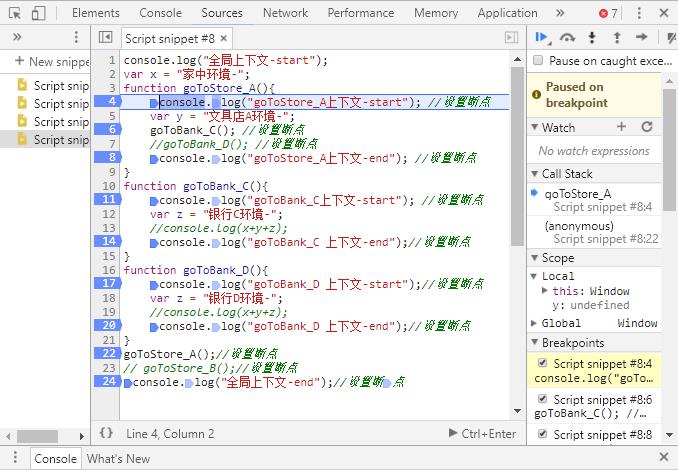 Elements Console Sources Network Performance Memory Application » 7
» Script snippet #8 ×
New snippe
Script snip
Script snip
Script snip
Script snip
1 console.log("全局上下文-start");
2 var x = "家中环境-";
3 function goToStore_A(){
4 console.log("goToStore_A上下文-start"); //设置断点
5 var y = "文具店A环境-";
6 goToBank_C(); //设置断点
7 //goToBank_D(); //设置断点
8 console.log("goToStore_A上下文-end"); //设置断点
9 }
10 function goToBank_C(){
11 console.log("goToBank_C上下文-start"); //设置断点
12 var z = "银行C环境-";
13 //console.log(x+y+z);
14 console.log("goToBank_C 上下文-end");//设置断点
15 }
16 function goToBank_D(){
17 console.log("goToBank_D 上下文-start");//设置断点
18 var z = "银行D环境-";
19 //console.log(x+y+z);
20 console.log("goToBank_D 上下文-end");//设置断点
21 }
22 goToStore_A();//设置断点
23 // goToStore_B();//设置断点
24 console.log("全局上下文-end");//设置断点
{} Line 4, Column 2 Ctrl+Enter
Pause on caught exce...
Paused on
breakpoint
Watch
No watch expressions
Call Stack
goToStore_A
Script snippet #8:4
(anonymous)
Script snippet #8:22
Scope
Local
this: Window
y: undefined
Global Window
Breakpoints
Script snippet #8:4
console.log("goTo...
Script snippet #8:6
goToBank_C(); //...
Script snippet #8:8
Console What's New